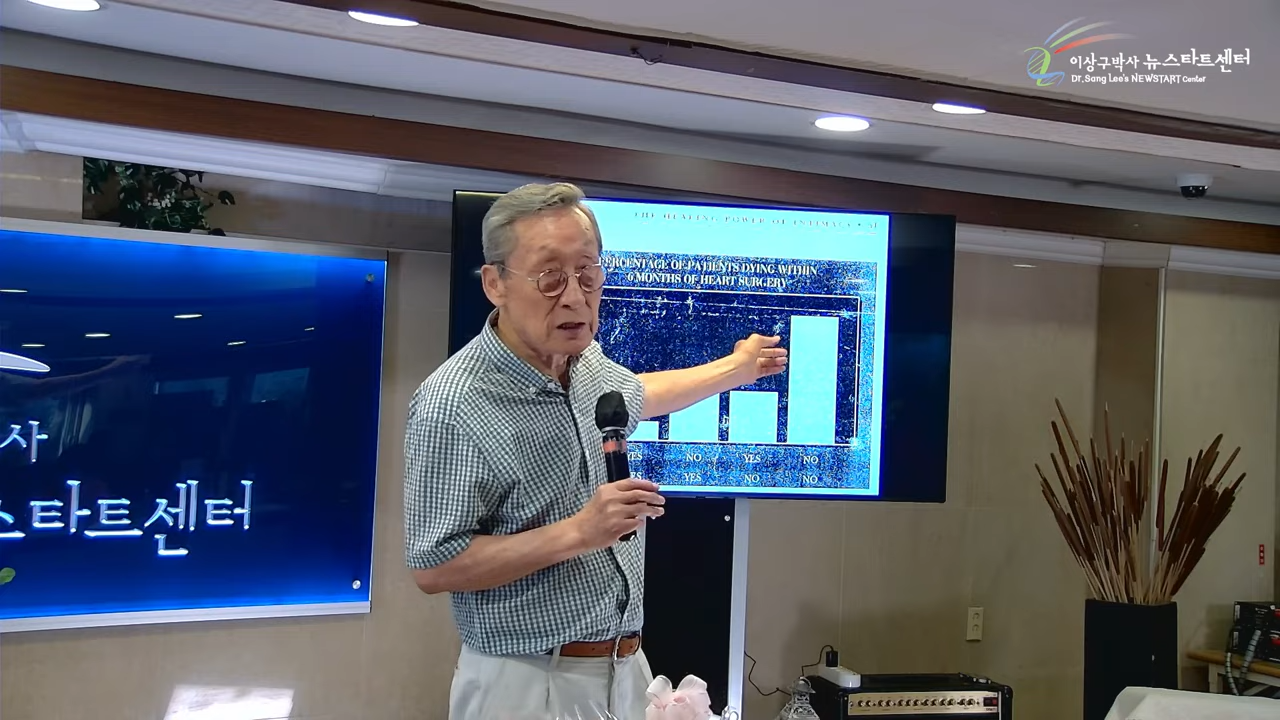 이상구박사 뉴스타트센터
Dr. Sang Lee's NEWSTART Center
THE HEALING POWER OF INTIMACY • 51
PERCENTAGE OF PATIENTS DYING WITHIN
6 MONTHS OF HEART SURGERY
YES NO YES NO
YES NO NO
사
스타트센터